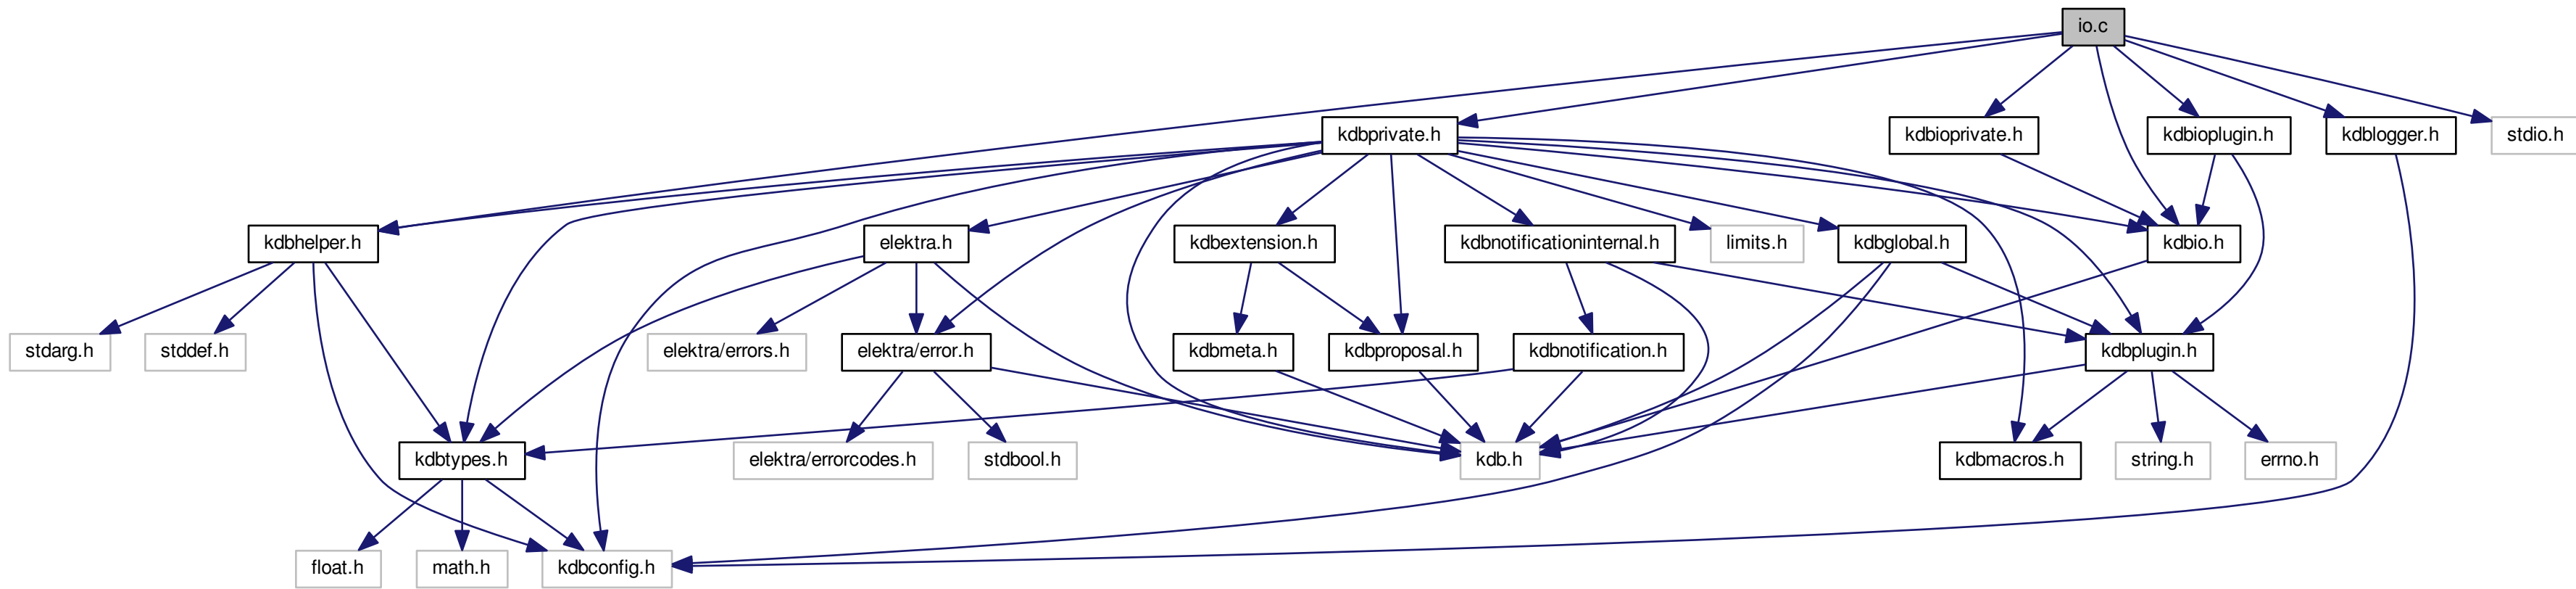 io.c
kdbprivate.h
kdbioprivate.h
kdbioplugin.h
kdblogger.h
stdio.h
kdbhelper.h
elektra.h
kdbextension.h
kdbnotificationinternal.h
limits.h
kdbglobal.h
kdbio.h
stdarg.h
stddef.h
elektra/errors.h
elektra/error.h
kdbmeta.h
kdbproposal.h
kdbnotification.h
kdbplugin.h
kdbtypes.h
elektra/errorcodes.h
stdbool.h
kdb.h
kdbmacros.h
string.h
errno.h
float.h
math.h
kdbconfig.h